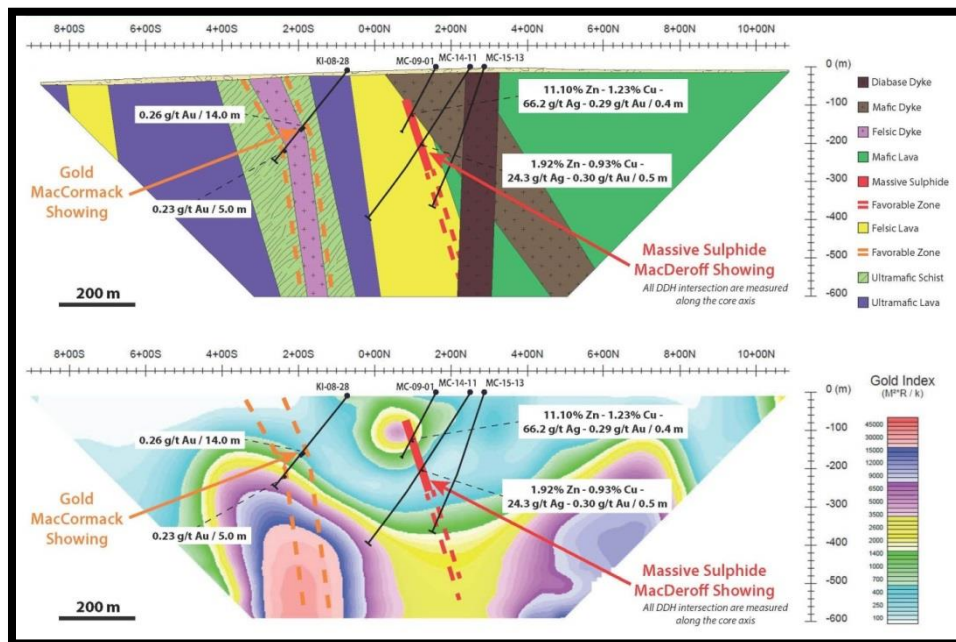 8+00S 6+00S 4+00S 2+00S 0+00N 2+00N 4+00N 6+00N 8+00N 10+00N
KI-08-28 MC-09-01 MC-14-11 MC-15-13
0 (m)
-100
-200
-300
-400
-500
-600
11.10% Zn - 1.23% Cu -
66.2 g/t Ag - 0.29 g/t Au / 0.4 m
0.26 g/t Au / 14.0 m
1.92% Zn - 0.93% Cu -
24.3 g/t Ag - 0.30 g/t Au / 0.5 m
Gold
MacCormack
Showing
0.23 g/t Au / 5.0 m
Massive Sulphide
MacDeroff Showing
All DDH intersection are measured
along the core axis
200 m
Diabase Dyke
Mafic Dyke
Felsic Dyke
Mafic Lava
Massive Sulphide
Favorable Zone
Felsic Lava
Favorable Zone
Ultramafic Schist
Ultramafic Lava
8+00S 6+00S 4+00S 2+00S 0+00N 2+00N 4+00N 6+00N 8+00N 10+00N
KI-08-28 MC-09-01 MC-14-11 MC-15-13
0 (m)
-100
-200
-300
-400
-500
-600
11.10% Zn - 1.23% Cu -
66.2 g/t Ag - 0.29 g/t Au / 0.4 m
0.26 g/t Au / 14.0 m
1.92% Zn - 0.93% Cu -
24.3 g/t Ag - 0.30 g/t Au / 0.5 m
Gold
MacCormack
Showing
0.23 g/t Au / 5.0 m
Massive Sulphide
MacDeroff Showing
All DDH intersection are measured
along the core axis
200 m
Gold Index
45000
30000
15000
12000
9000
6500
5000
3500
2600
2000
1400
1000
700
400
250
100